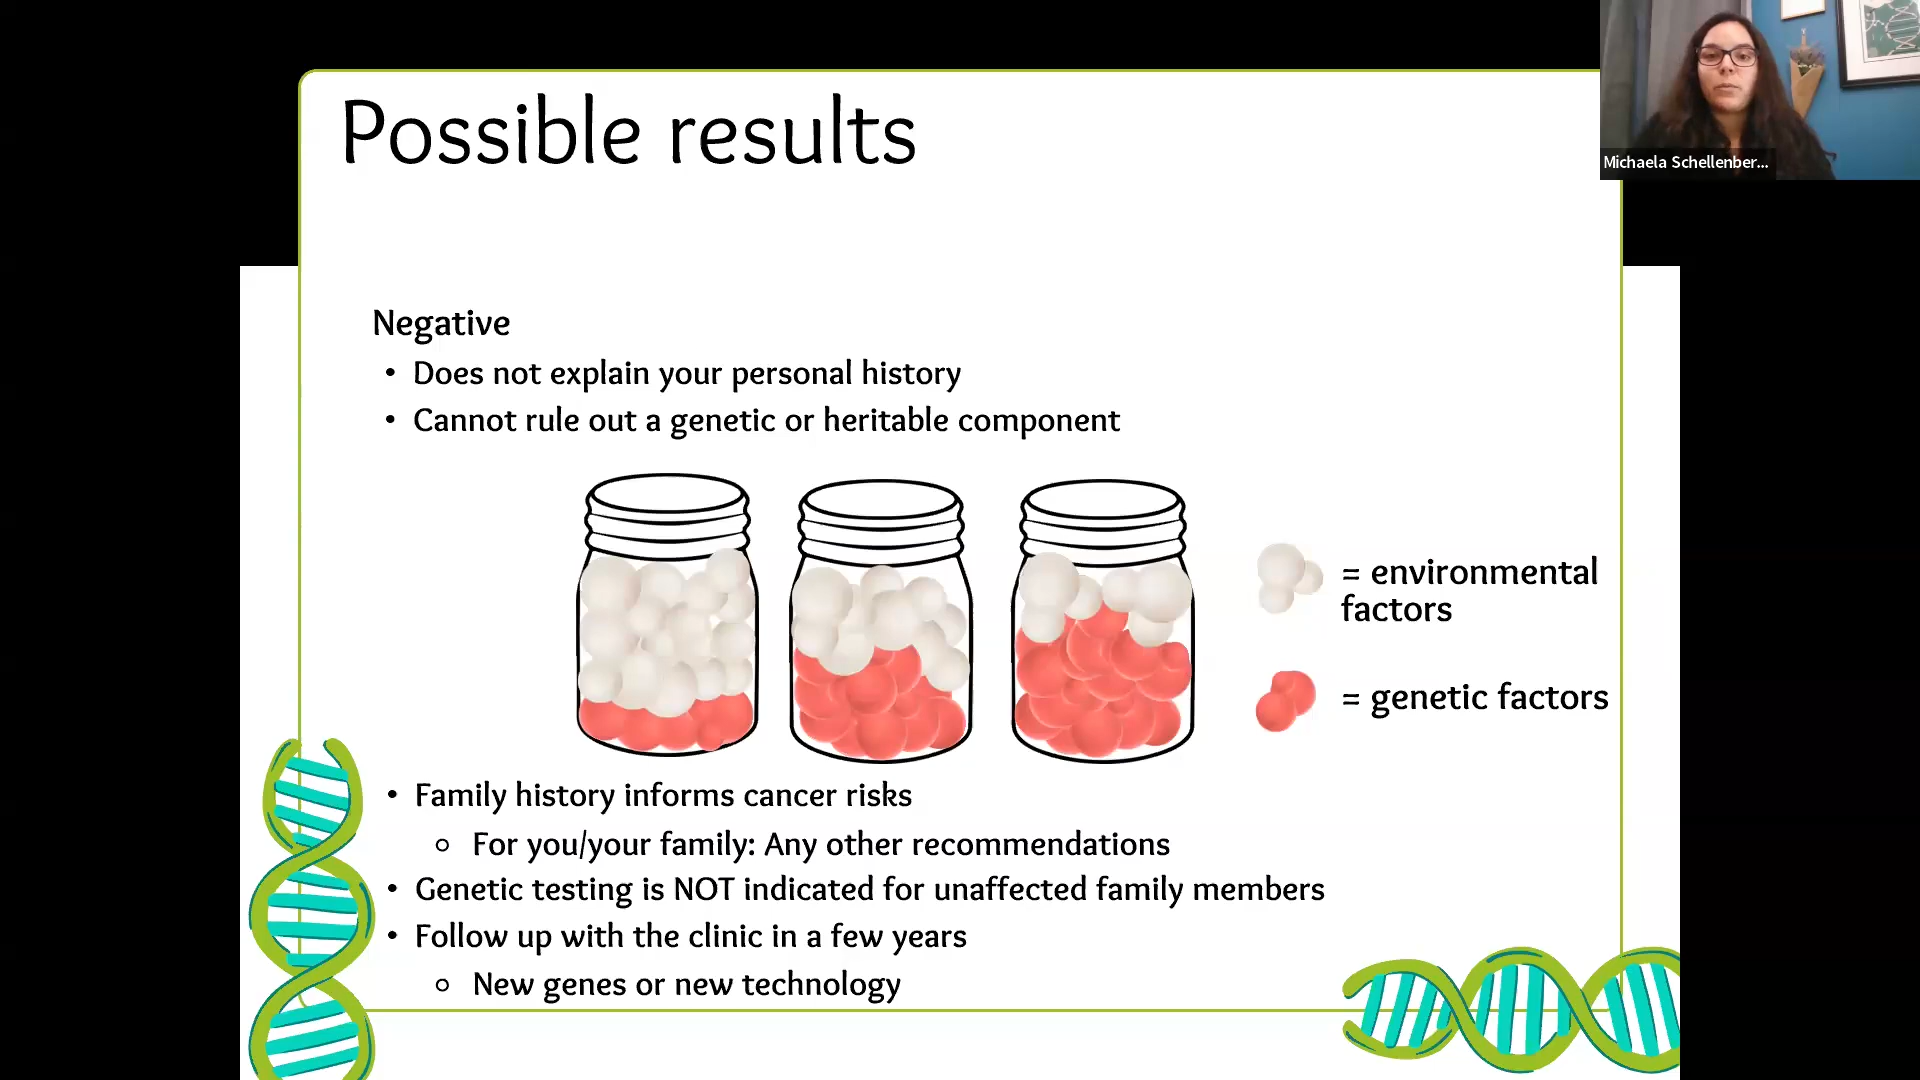 Possible results
Michaela Schellenber...
Negative
• Does not explain your personal history
• Cannot rule out a genetic or heritable component
= environmental
factors
= genetic factors
• Family history informs cancer risks
○ For you/your family: Any other recommendations
• Genetic testing is NOT indicated for unaffected family members
• Follow up with the clinic in a few years
○ New genes or new technology